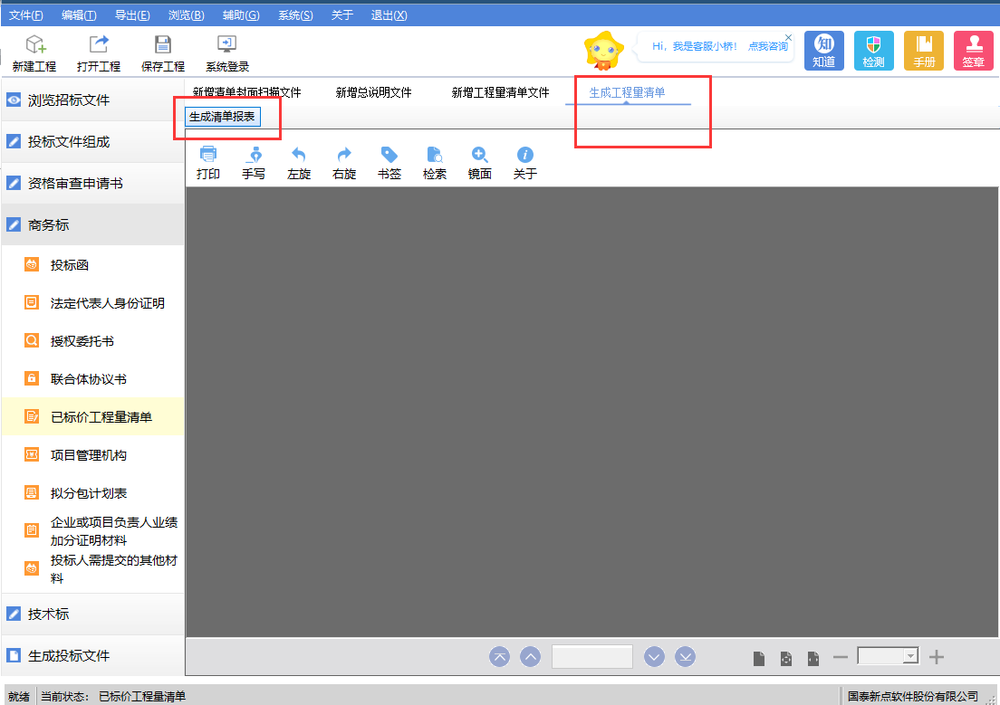 文件(F) 编辑(T) 导出(E) 浏览(B) 辅助(G) 系统(S) 关于 退出(X)
新建工程 打开工程 保存工程 系统登录
Hi，我是客服小桥！ 点我咨询
知
知道 检测 手册 签章
浏览招标文件
投标文件组成
资格审查申请书
商务标
投标函
法定代表人身份证明
授权委托书
联合体协议书
已标价工程量清单
项目管理机构
拟分包计划表
企业或项目负责人业绩
加分证明材料
投标人需提交的其他材
料
技术标
生成投标文件
新增清单封面扫描文件 新增总说明文件 新增工程量清单文件 生成工程量清单
生成清单报表
打印 手写 左旋 右旋 书签 检索 镜面 关于
就绪 当前状态： 已标价工程量清单 国泰新点软件股份有限公司